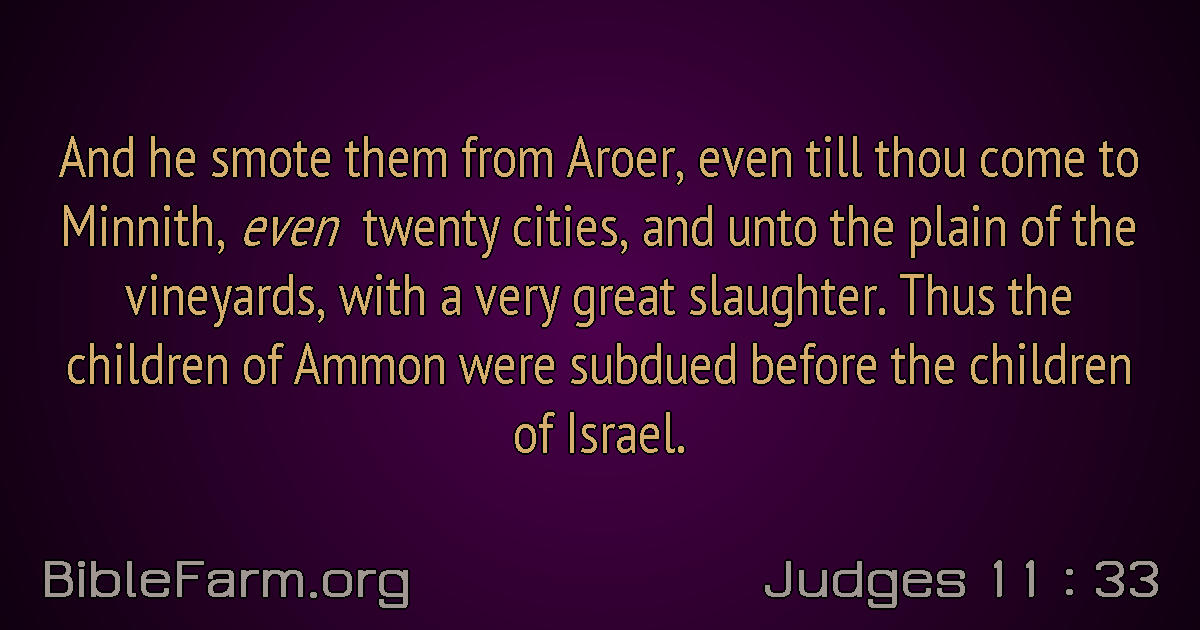 And he smote them from Aroer, even till thou come to
Minnith, even twenty cities, and unto the plain of the
vineyards, with a very great slaughter. Thus the
children of Ammon were subdued before the children
of Israel.
BibleFarm.org
Judges 11 : 33